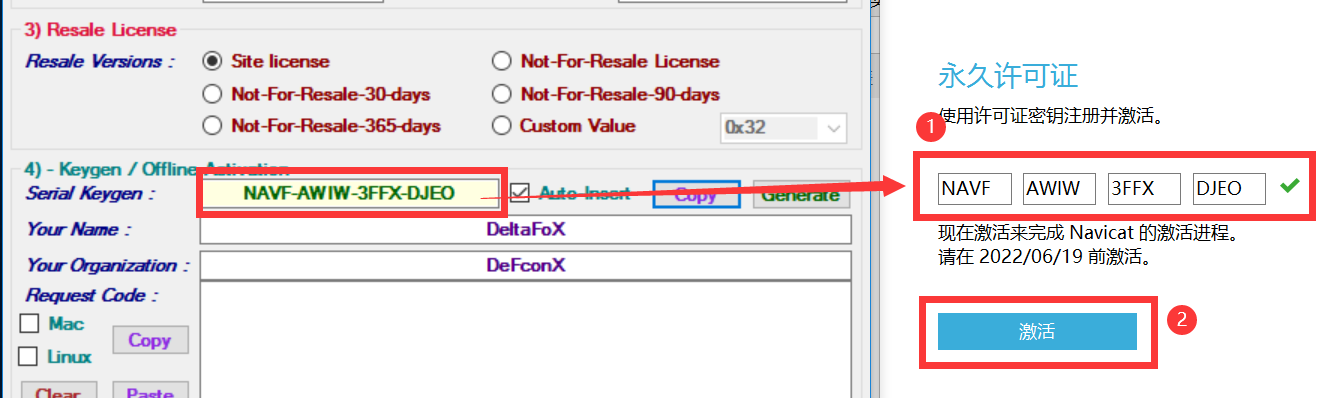 3) Resale License
Resale Versions :
Site license
Not-For-Resale License
Not-For-Resale-30-days
Not-For-Resale-90-days
Not-For-Resale-365-days
Custom Value
0x32
4) - Keygen / Offline Activation
Serial Keygen :
NAVF-AWIW-3FFX-DJEO
Auto-Insert
Copy
Generate
Your Name :
DeltaFoX
Your Organization :
DeFconX
Request Code :
Mac
Copy
Linux
Clear
Paste
永久许可证
1
使用许可证密钥注册并激活。
NAVF AWIW 3FFX DJEO
现在激活来完成 Navicat 的激活进程。
请在 2022/06/19 前激活。
激活
2